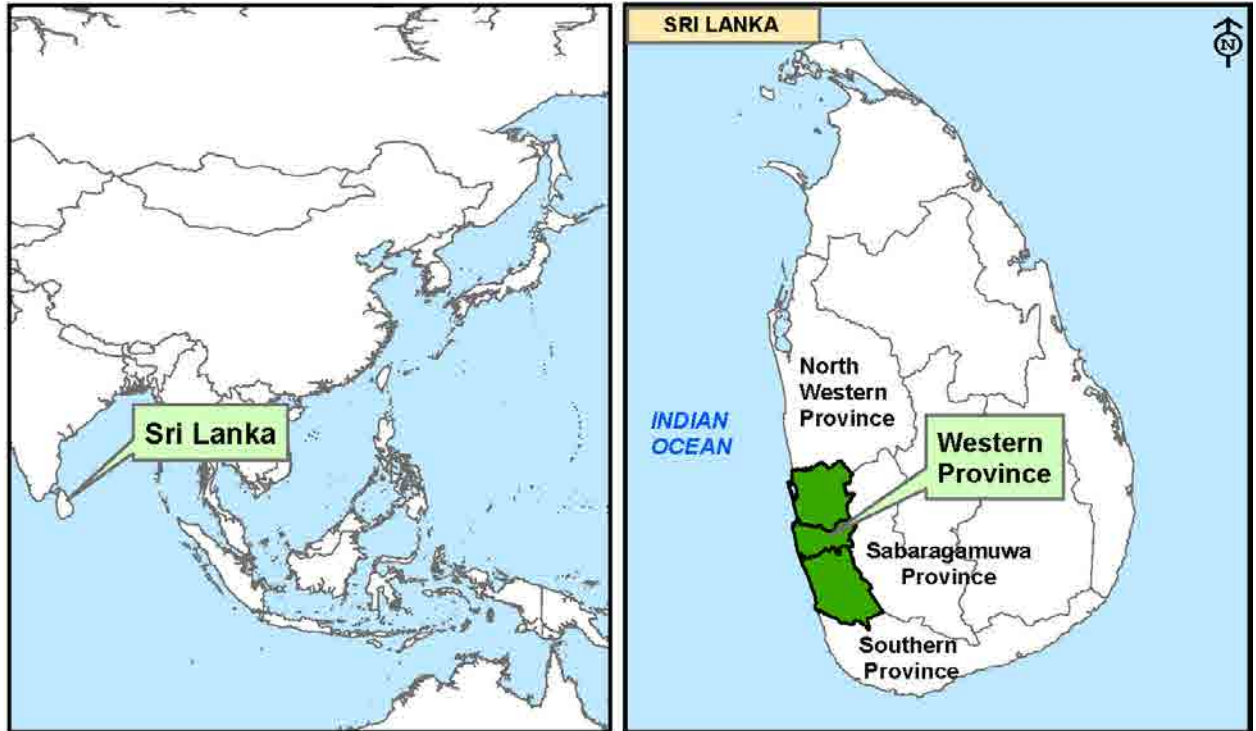 Sri Lanka
SRI LANKA
N
North
Western
Province
INDIAN
OCEAN
Western
Province
Sabaragamuwa
Province
Southern
Province